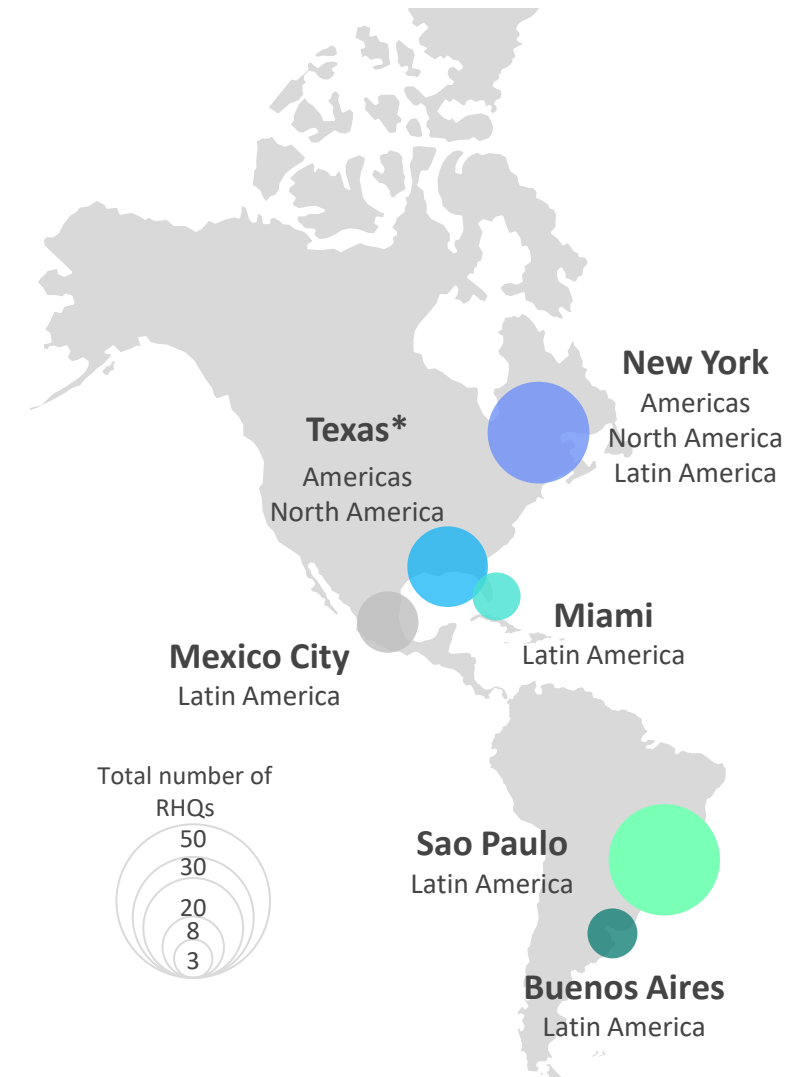 New York
Americas
North America
Latin America
Texas*
Americas
North America
Miami
Latin America
Mexico City
Latin America
Total number of
RHQs
50
30
20
8
3
Sao Paulo
Latin America
Buenos Aires
Latin America